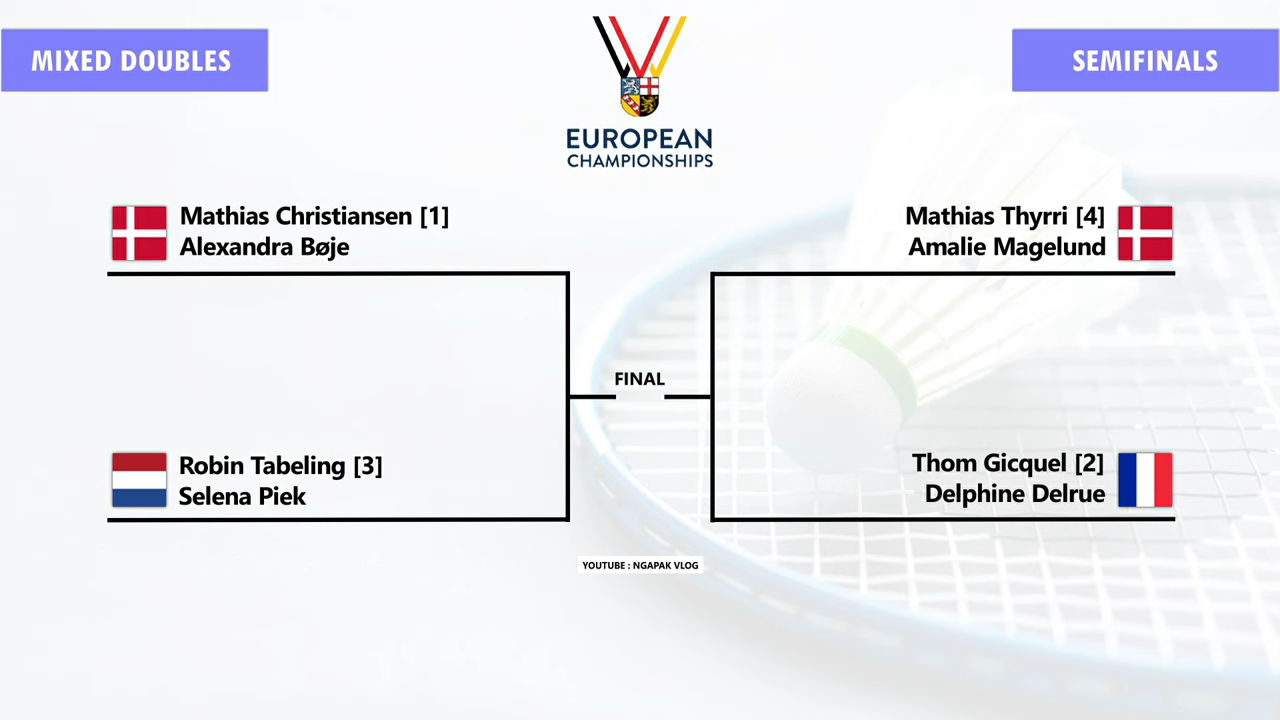 MIXED DOUBLES
SEMIFINALS
EUROPEAN
CHAMPIONSHIPS
Mathias Christiansen [1]
Alexandra Bøje
Mathias Thyrri [4]
Amalie Magelund
FINAL
Robin Tabeling [3]
Selena Piek
Thom Gicquel [2]
Delphine Delrue
YOUTUBE : NGAPAK VLOG